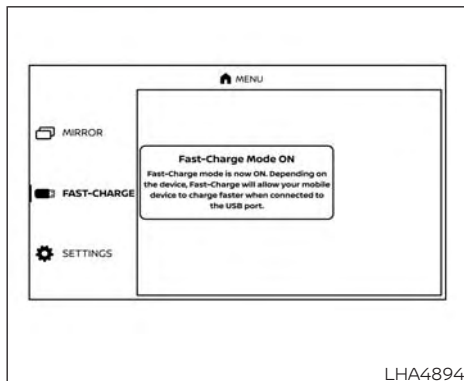 MENU
MIRROR
FAST-CHARGE
SETTINGS
Fast-Charge Mode ON
Fast-Charge mode is now ON. Depending on
the device, Fast-Charge will allow your mobile
device to charge faster when connected to
the USB port.
LHA4894